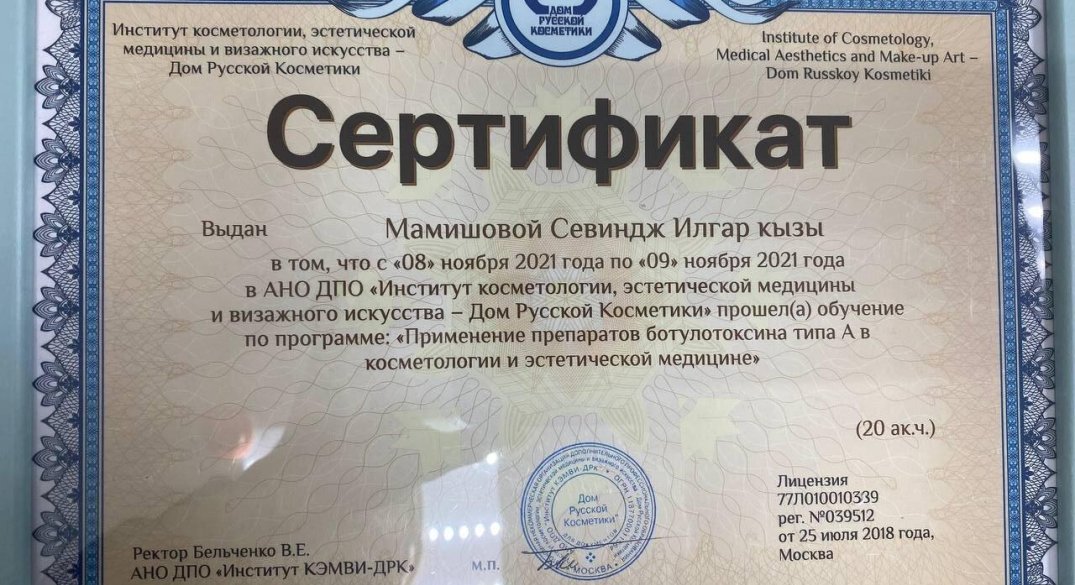 ДОМ
РУССКОЙ
КОСМЕТИКИ
Институт косметологии, эстетической
медицины и визажного искусства –
Дом Русской Косметики
Institute of Cosmetology,
Medical Aesthetics and Make-up Art –
Dom Russkoy Kosmetiki
Сертификат
Выдан Мамишовой Севиндж Илгар кызы
в том, что с «08» ноября 2021 года по «09» ноября 2021 года
в АНО ДПО «Институт косметологии, эстетической медицины
и визажного искусства – Дом Русской Косметики» прошел(а) обучение
по программе: «Применение препаратов ботулотоксина типа А в
косметологии и эстетической медицине»
(20 ак.ч.)
Лицензия
77Л010010339
рег. №039512
от 25 июля 2018 года,
Москва
Дом
Русской
Косметики
МОСКВА
Ректор Бельченко В.Е.
АНО ДПО «Институт КЭМВИ-ДРК»
М.П.